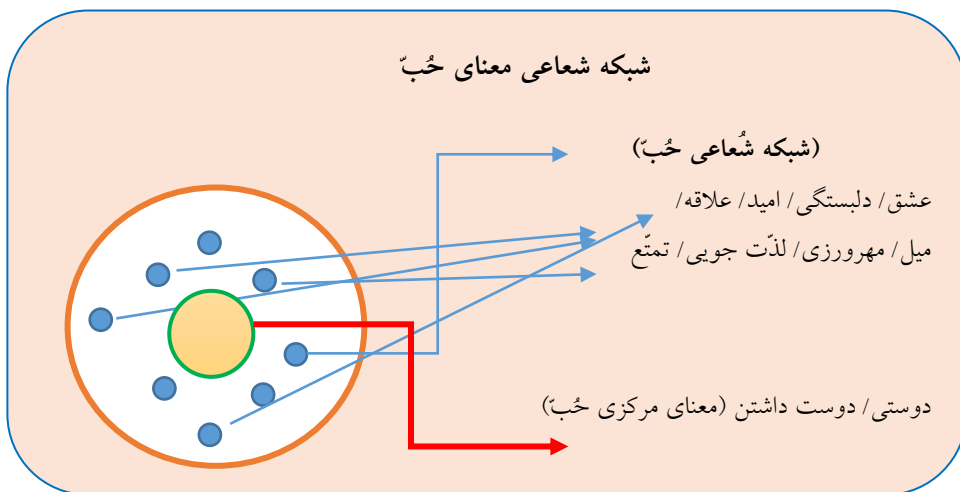 شبکه شعاعی معنای حُبّ
(شبکه شُعاعی حُبّ)
عشق/ دلبستگی/ امید/ علاقه/
میل/ مهرورزی/ لذّت جویی/ تمتّع
دوستی/ دوست داشتن (معنای مرکزی حُبّ)